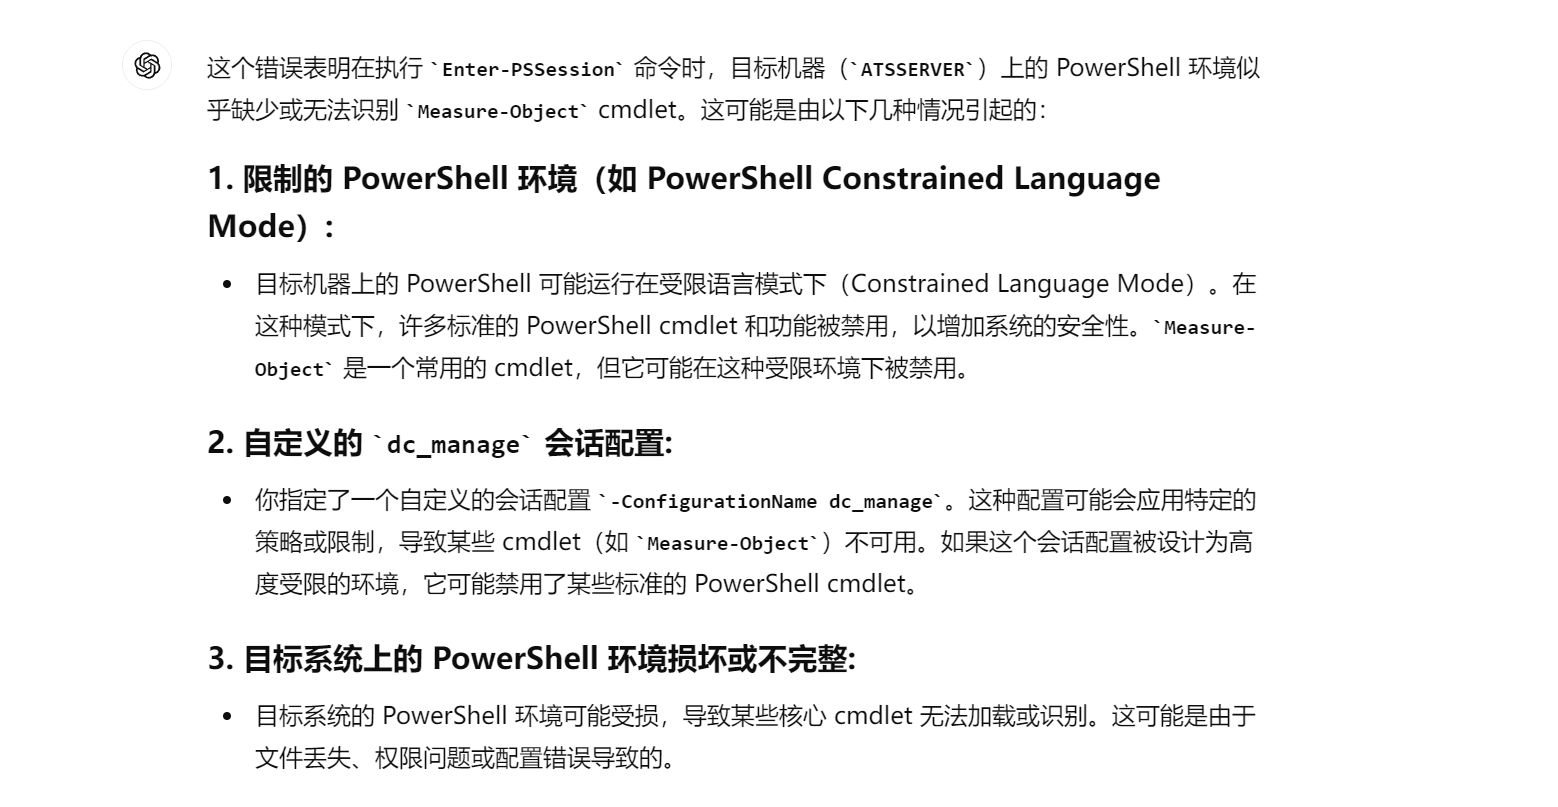 这个错误表明在执行 `Enter-PSSession` 命令时，目标机器（`ATSSERVER`）上的 PowerShell 环境似
乎缺少或无法识别 `Measure-Object` cmdlet。这可能是由以下几种情况引起的：
1. 限制的 PowerShell 环境（如 PowerShell Constrained Language
Mode）：
• 目标机器上的 PowerShell 可能运行在受限语言模式下（Constrained Language Mode）。在
这种模式下，许多标准的 PowerShell cmdlet 和功能被禁用，以增加系统的安全性。`Measure-
Object` 是一个常用的 cmdlet，但它可能在这种受限环境下被禁用。
2. 自定义的 `dc_manage` 会话配置:
• 你指定了一个自定义的会话配置 `-ConfigurationName dc_manage`。这种配置可能会应用特定的
策略或限制，导致某些 cmdlet（如 `Measure-Object`）不可用。如果这个会话配置被设计为高
度受限的环境，它可能禁用了某些标准的 PowerShell cmdlet。
3. 目标系统上的 PowerShell 环境损坏或不完整:
• 目标系统的 PowerShell 环境可能受损，导致某些核心 cmdlet 无法加载或识别。这可能是由于
文件丢失、权限问题或配置错误导致的。